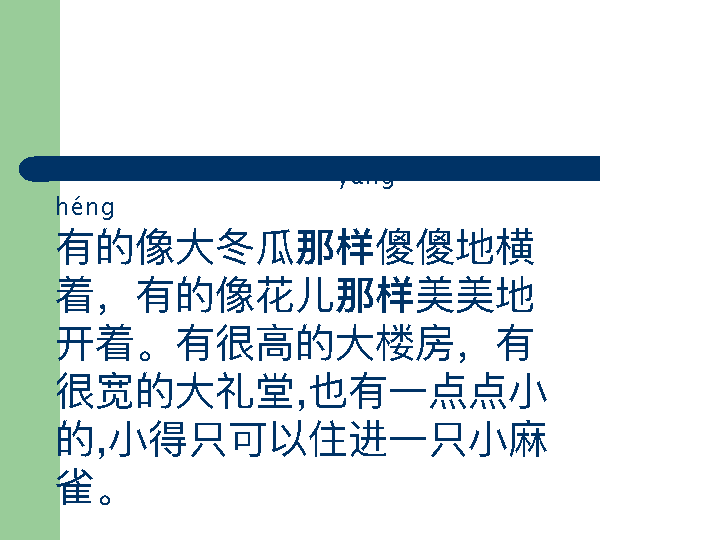 héng
有的像大冬瓜那样傻傻地横
着，有的像花儿那样美美地
开着。有很高的大楼房，有
很宽的大礼堂,也有一点点小
的,小得只可以住进一只小麻
雀。